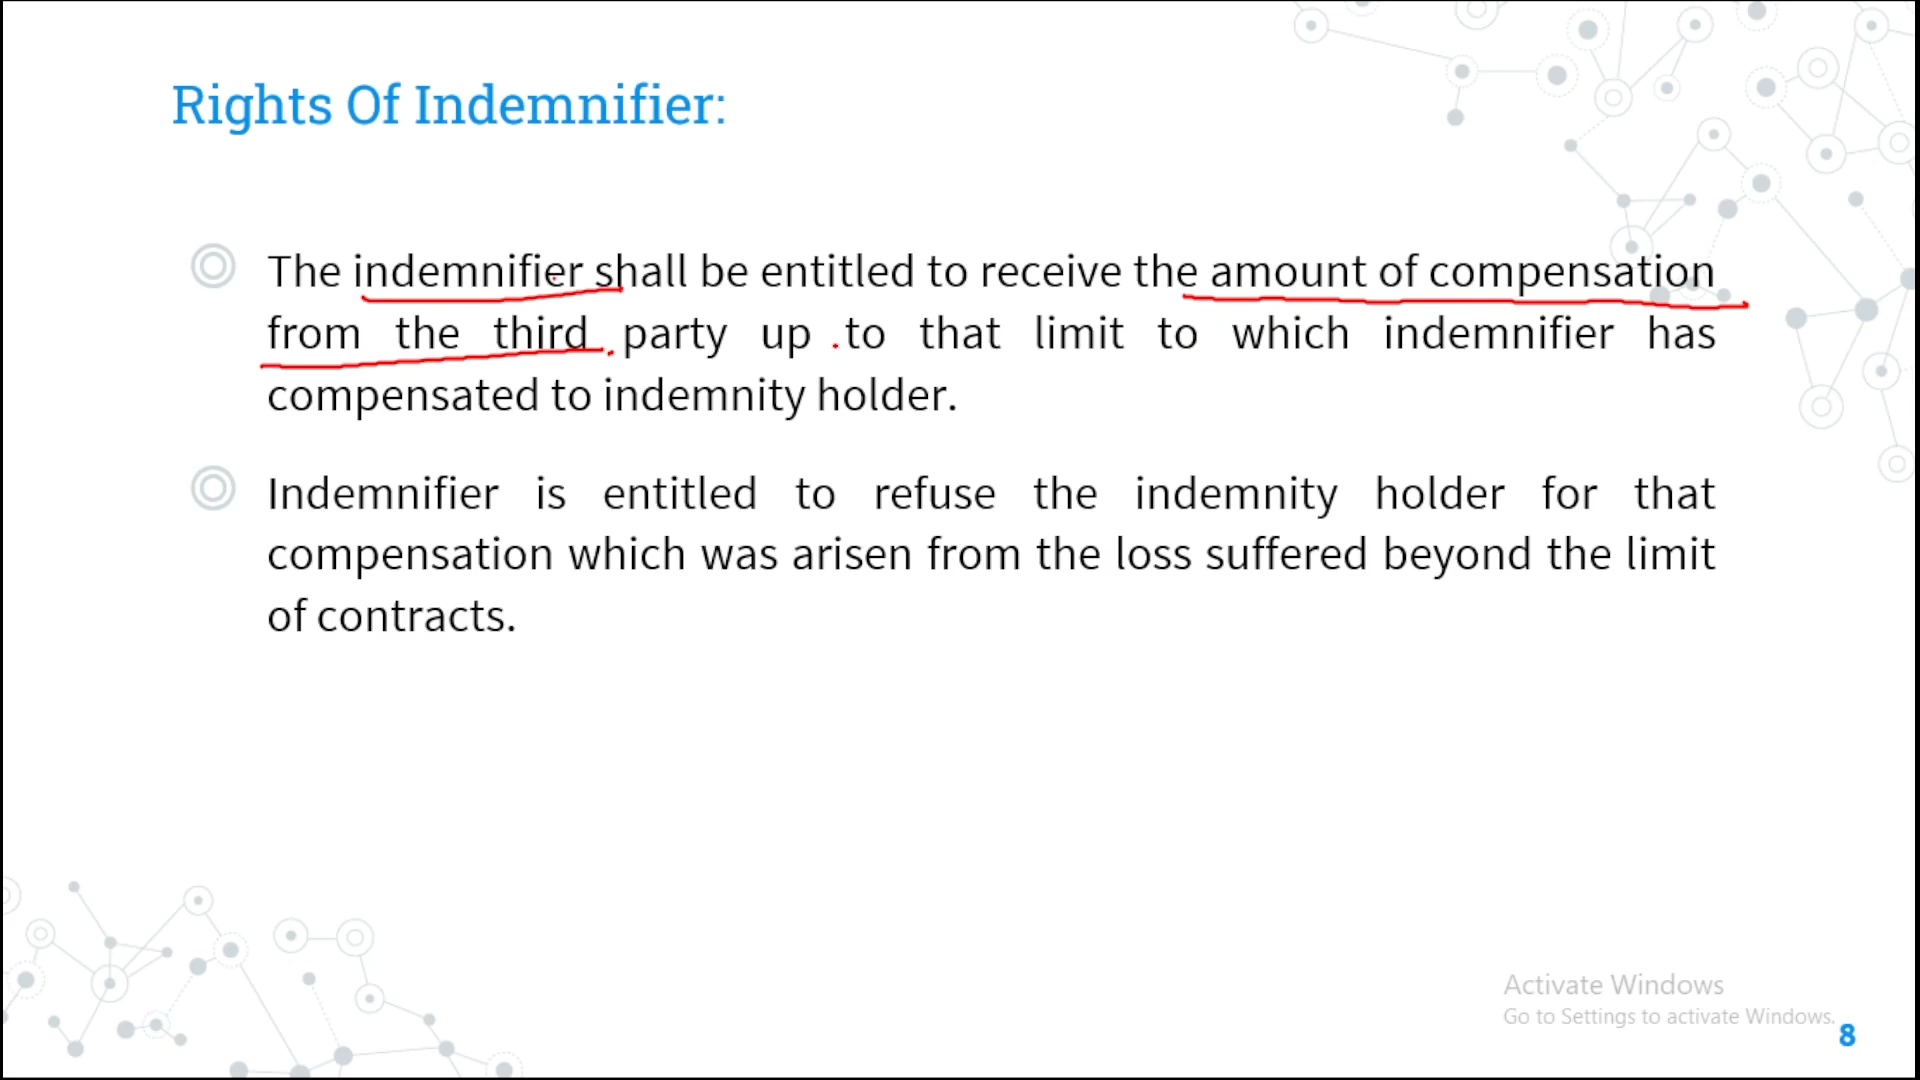 Rights Of Indemnifier:
The indemnifier shall be entitled to receive the amount of compensation
from the third party up to that limit to which indemnifier has
compensated to indemnity holder.
Indemnifier is entitled to refuse the indemnity holder for that
compensation which was arisen from the loss suffered beyond the limit
of contracts.
Activate Windows
Go to Settings to activate Windows.
8